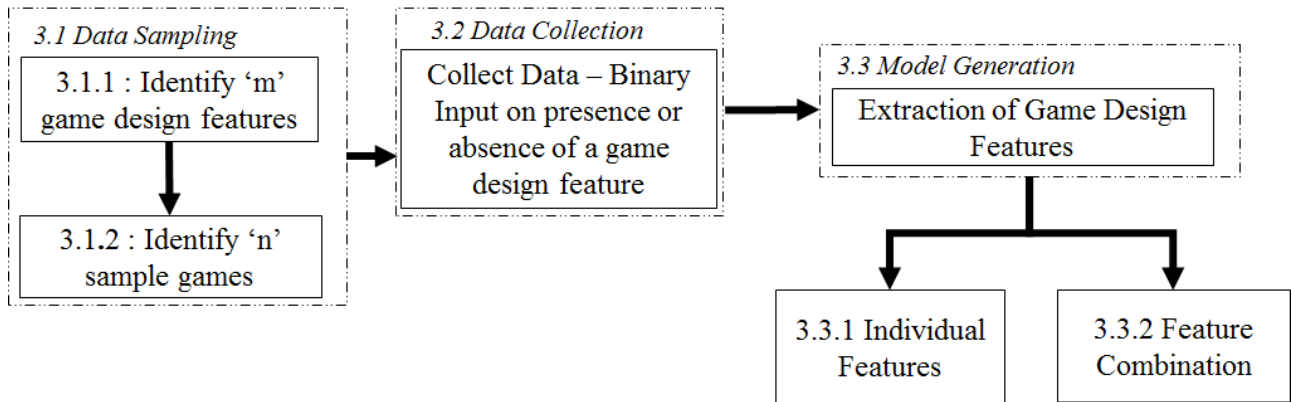 3.1 Data Sampling
3.1.1 : Identify ‘m’
game design features
3.1.2 : Identify ‘n’
sample games
3.2 Data Collection
Collect Data – Binary
Input on presence or
absence of a game
design feature
3.3 Model Generation
Extraction of Game Design
Features
3.3.1 Individual
Features
3.3.2 Feature
Combination